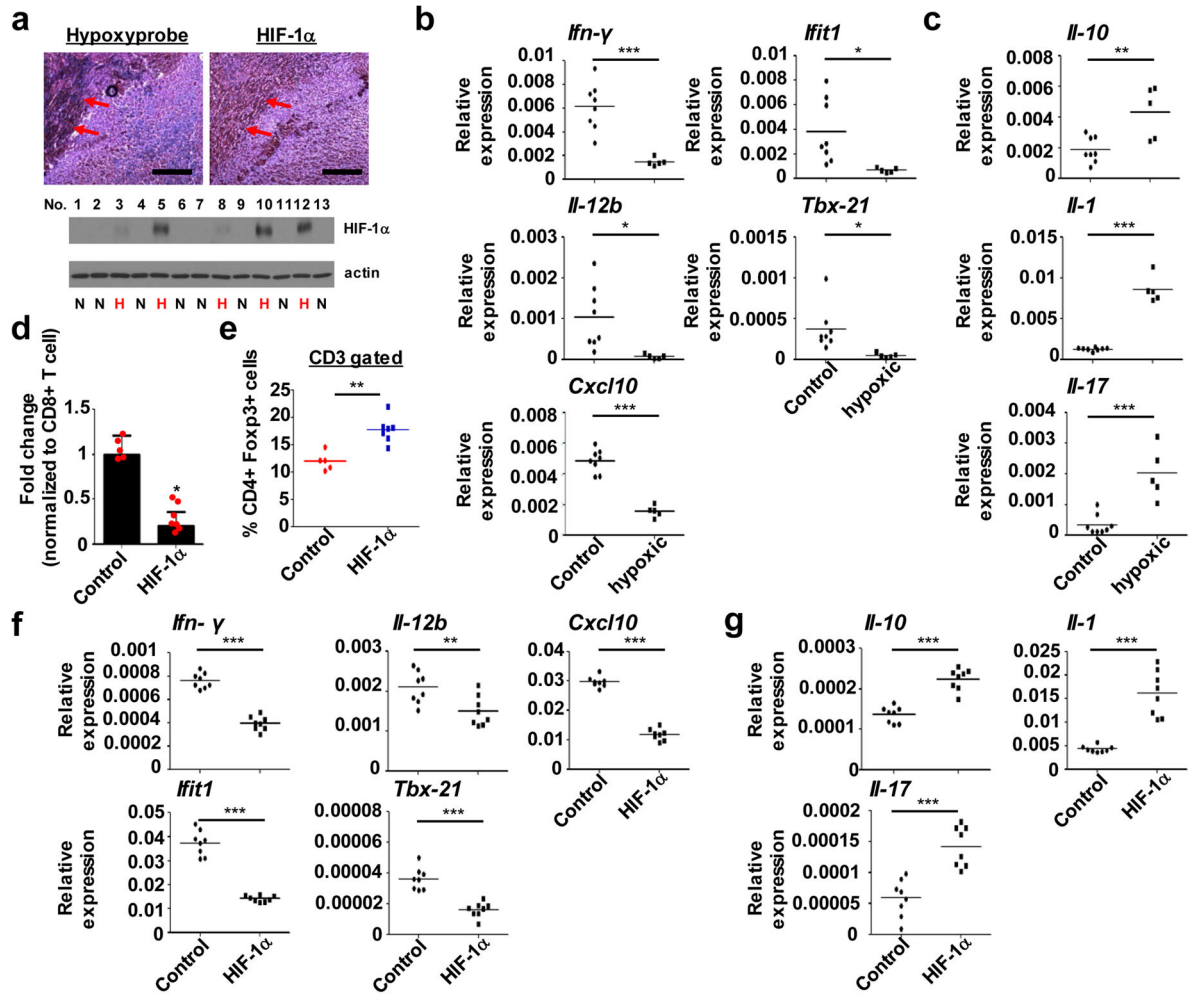 a
Hypoxyprobe HIF-1α
No. 1 2 3 4 5 6 7 8 9 10 11 12 13
HIF-1α
actin
N N H N H N N H N H N H N
b
Ifn-γ
***
Relative expression
0.01
0.008
0.006
0.004
0.002
0
Ifit1
*
Relative expression
0.01
0.008
0.006
0.004
0.002
0
Il-12b
*
Relative expression
0.003
0.002
0.001
0
Tbx-21
*
Relative expression
0.0015
0.001
0.0005
0
Control hypoxic
Cxcl10
***
Relative expression
0.008
0.006
0.004
0.002
0
Control hypoxic
c
Il-10
**
Relative expression
0.008
0.006
0.004
0.002
0
Il-1
***
Relative expression
0.015
0.01
0.005
0
Il-17
***
Relative expression
0.004
0.003
0.002
0.001
0
Control hypoxic
d
Fold change
(normalized to CD8+ T cell)
1.5
1
0.5
0
*
Control HIF-1α
e
CD3 gated
**
% CD4+ Foxp3+ cells
25
20
15
10
5
0
Control HIF-1α
f
Ifn- γ
***
Relative expression
0.001
0.0008
0.0006
0.0004
0.0002
0
Il-12b
**
Relative expression
0.003
0.002
0.001
0
Cxcl10
***
0.04
0.03
0.02
0.01
0
Control HIF-1α
Ifit1
***
Relative expression
0.05
0.04
0.03
0.02
0.01
0
Control HIF-1α
Tbx-21
***
Relative expression
0.00008
0.00006
0.00004
0.00002
0
Control HIF-1α
g
Il-10
***
Relative expression
0.0003
0.0002
0.0001
0
Il-1
***
Relative expression
0.025
0.02
0.015
0.01
0.005
0
Control HIF-1α
Il-17
***
Relative expression
0.0002
0.00015
0.0001
0.00005
0
Control HIF-1α